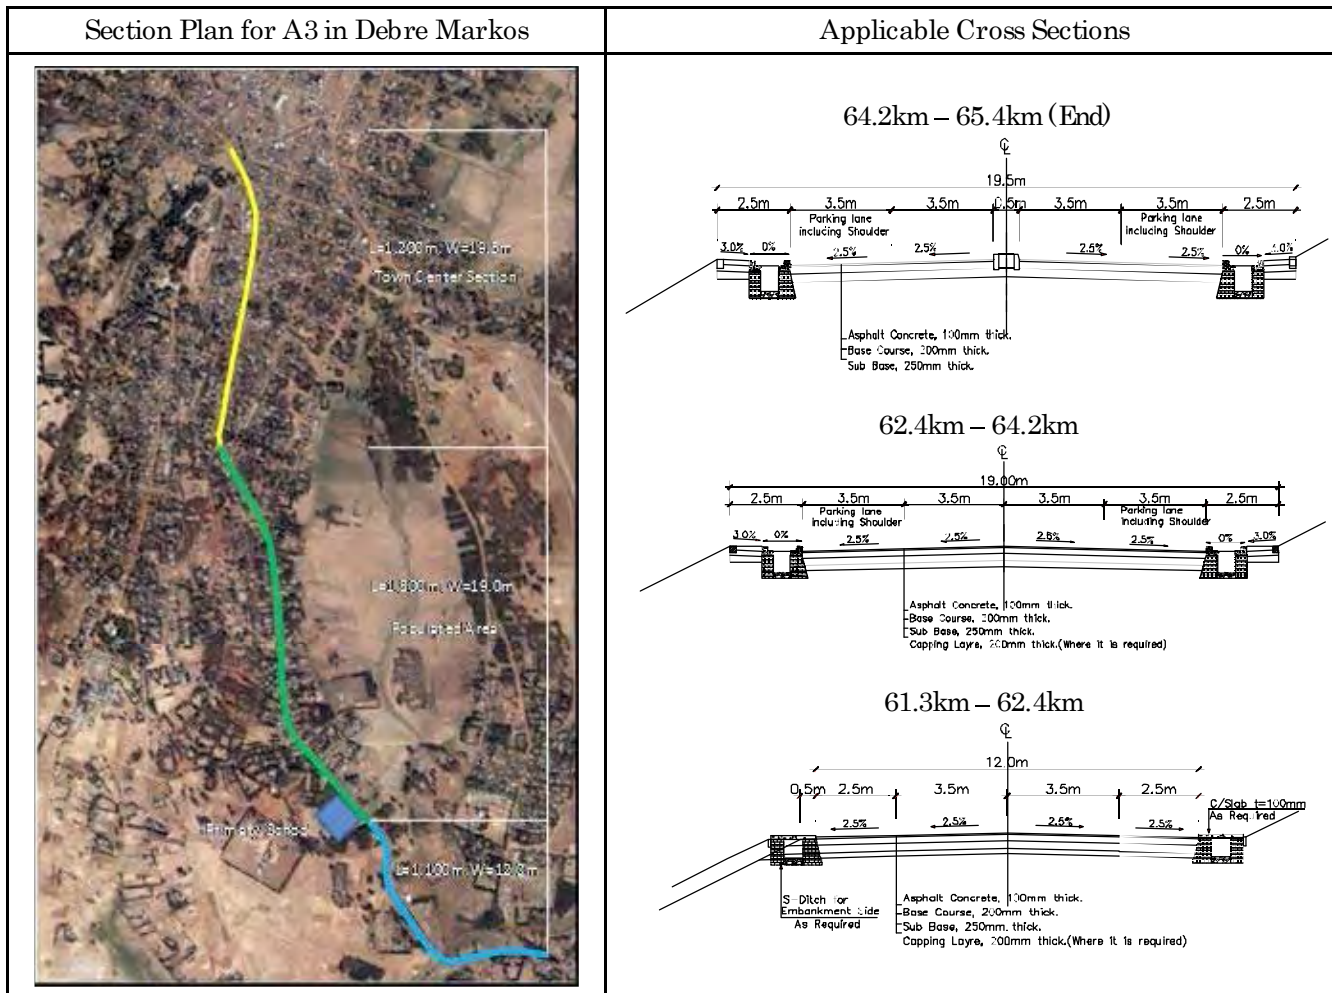 Section Plan for A3 in Debre Markos
Applicable Cross Sections
L=1,200m, W=19.5m
Town Center Section
L=1,800m, W=19.0m
Populated Area
Primary School
L=1,100m, W=12.0m
64.2km – 65.4km (End)
℄
19.5m
2.5m 3.5m 3.5m 0.5m 3.5m 3.5m 2.5m
Parking lane
including Shoulder
Parking lane
including Shoulder
3.0% 0% 2.5% 2.5% 2.5% 2.5% 0% 3.0%
Asphalt Concrete, 100mm thick.
Base Course, 200mm thick.
Sub Base, 250mm thick.
62.4km – 64.2km
℄
19.00m
2.5m 3.5m 3.5m 3.5m 3.5m 2.5m
Parking lane
including Shoulder
Parking lane
including Shoulder
3.0% 0% 2.5% 2.5% 2.5% 2.5% 0% 3.0%
Asphalt Concrete, 100mm thick.
Base Course, 200mm thick.
Sub Base, 250mm thick.
Capping Layre, 200mm thick.(Where it is required)
61.3km – 62.4km
℄
12.0m
0.5m 2.5m 3.5m 3.5m 2.5m
C/Slab t=100mm
As Required
2.5% 2.5% 2.5% 2.5%
S-Ditch for
Embankment Side
As Required
Asphalt Concrete, 100mm thick.
Base Course, 200mm thick.
Sub Base, 250mm thick.
Capping Layre, 200mm thick.(Where it is required)